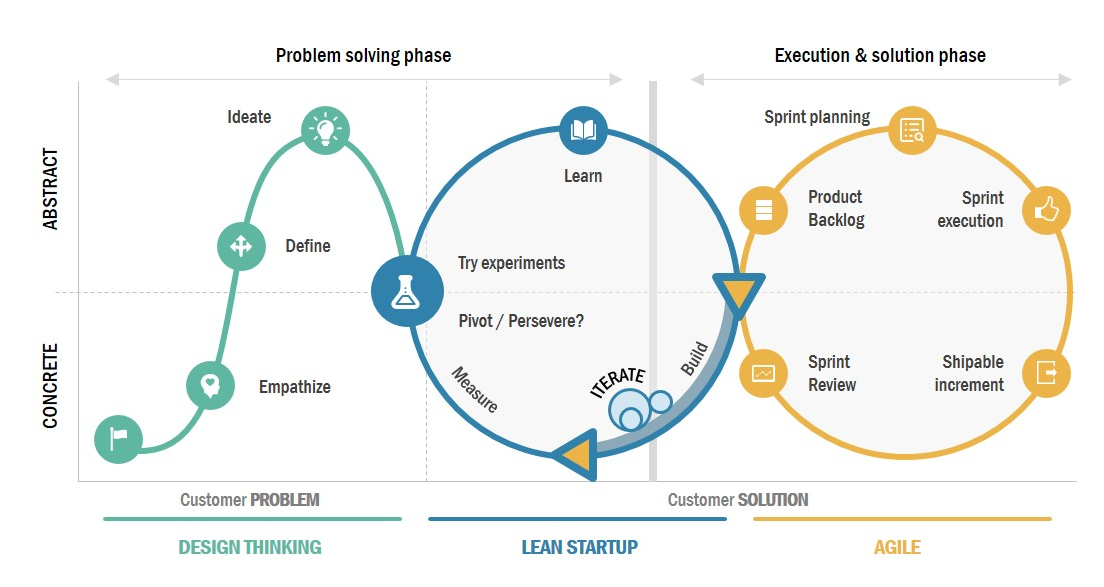 Problem solving phase
Execution & solution phase
Ideate
Sprint planning
Learn
ABSTRACT
Product
Backlog
Sprint
execution
Define
Try experiments
Pivot / Persevere?
CONCRETE
Empathize
Measure
ITERATE
Build
Sprint
Review
Shipable
increment
Customer PROBLEM
Customer SOLUTION
DESIGN THINKING
LEAN STARTUP
AGILE